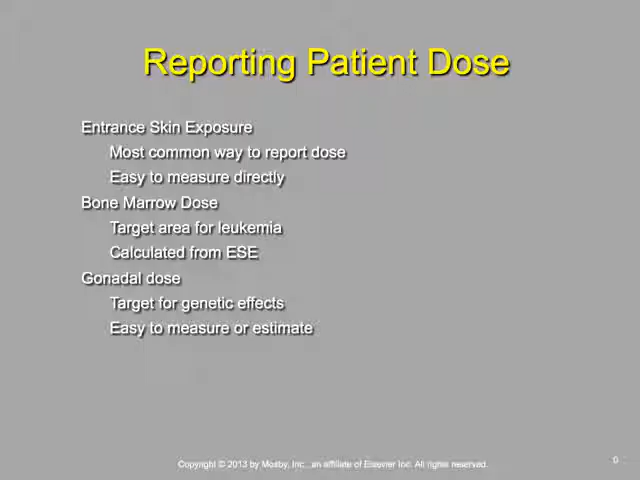 Reporting Patient Dose
Entrance Skin Exposure
Most common way to report dose
Easy to measure directly
Bone Marrow Dose
Target area for leukemia
Calculated from ESE
Gonadal dose
Target for genetic effects
Easy to measure or estimate
Copyright © 2013 by Mosby, Inc., an affiliate of Elsevier Inc. All rights reserved.
0